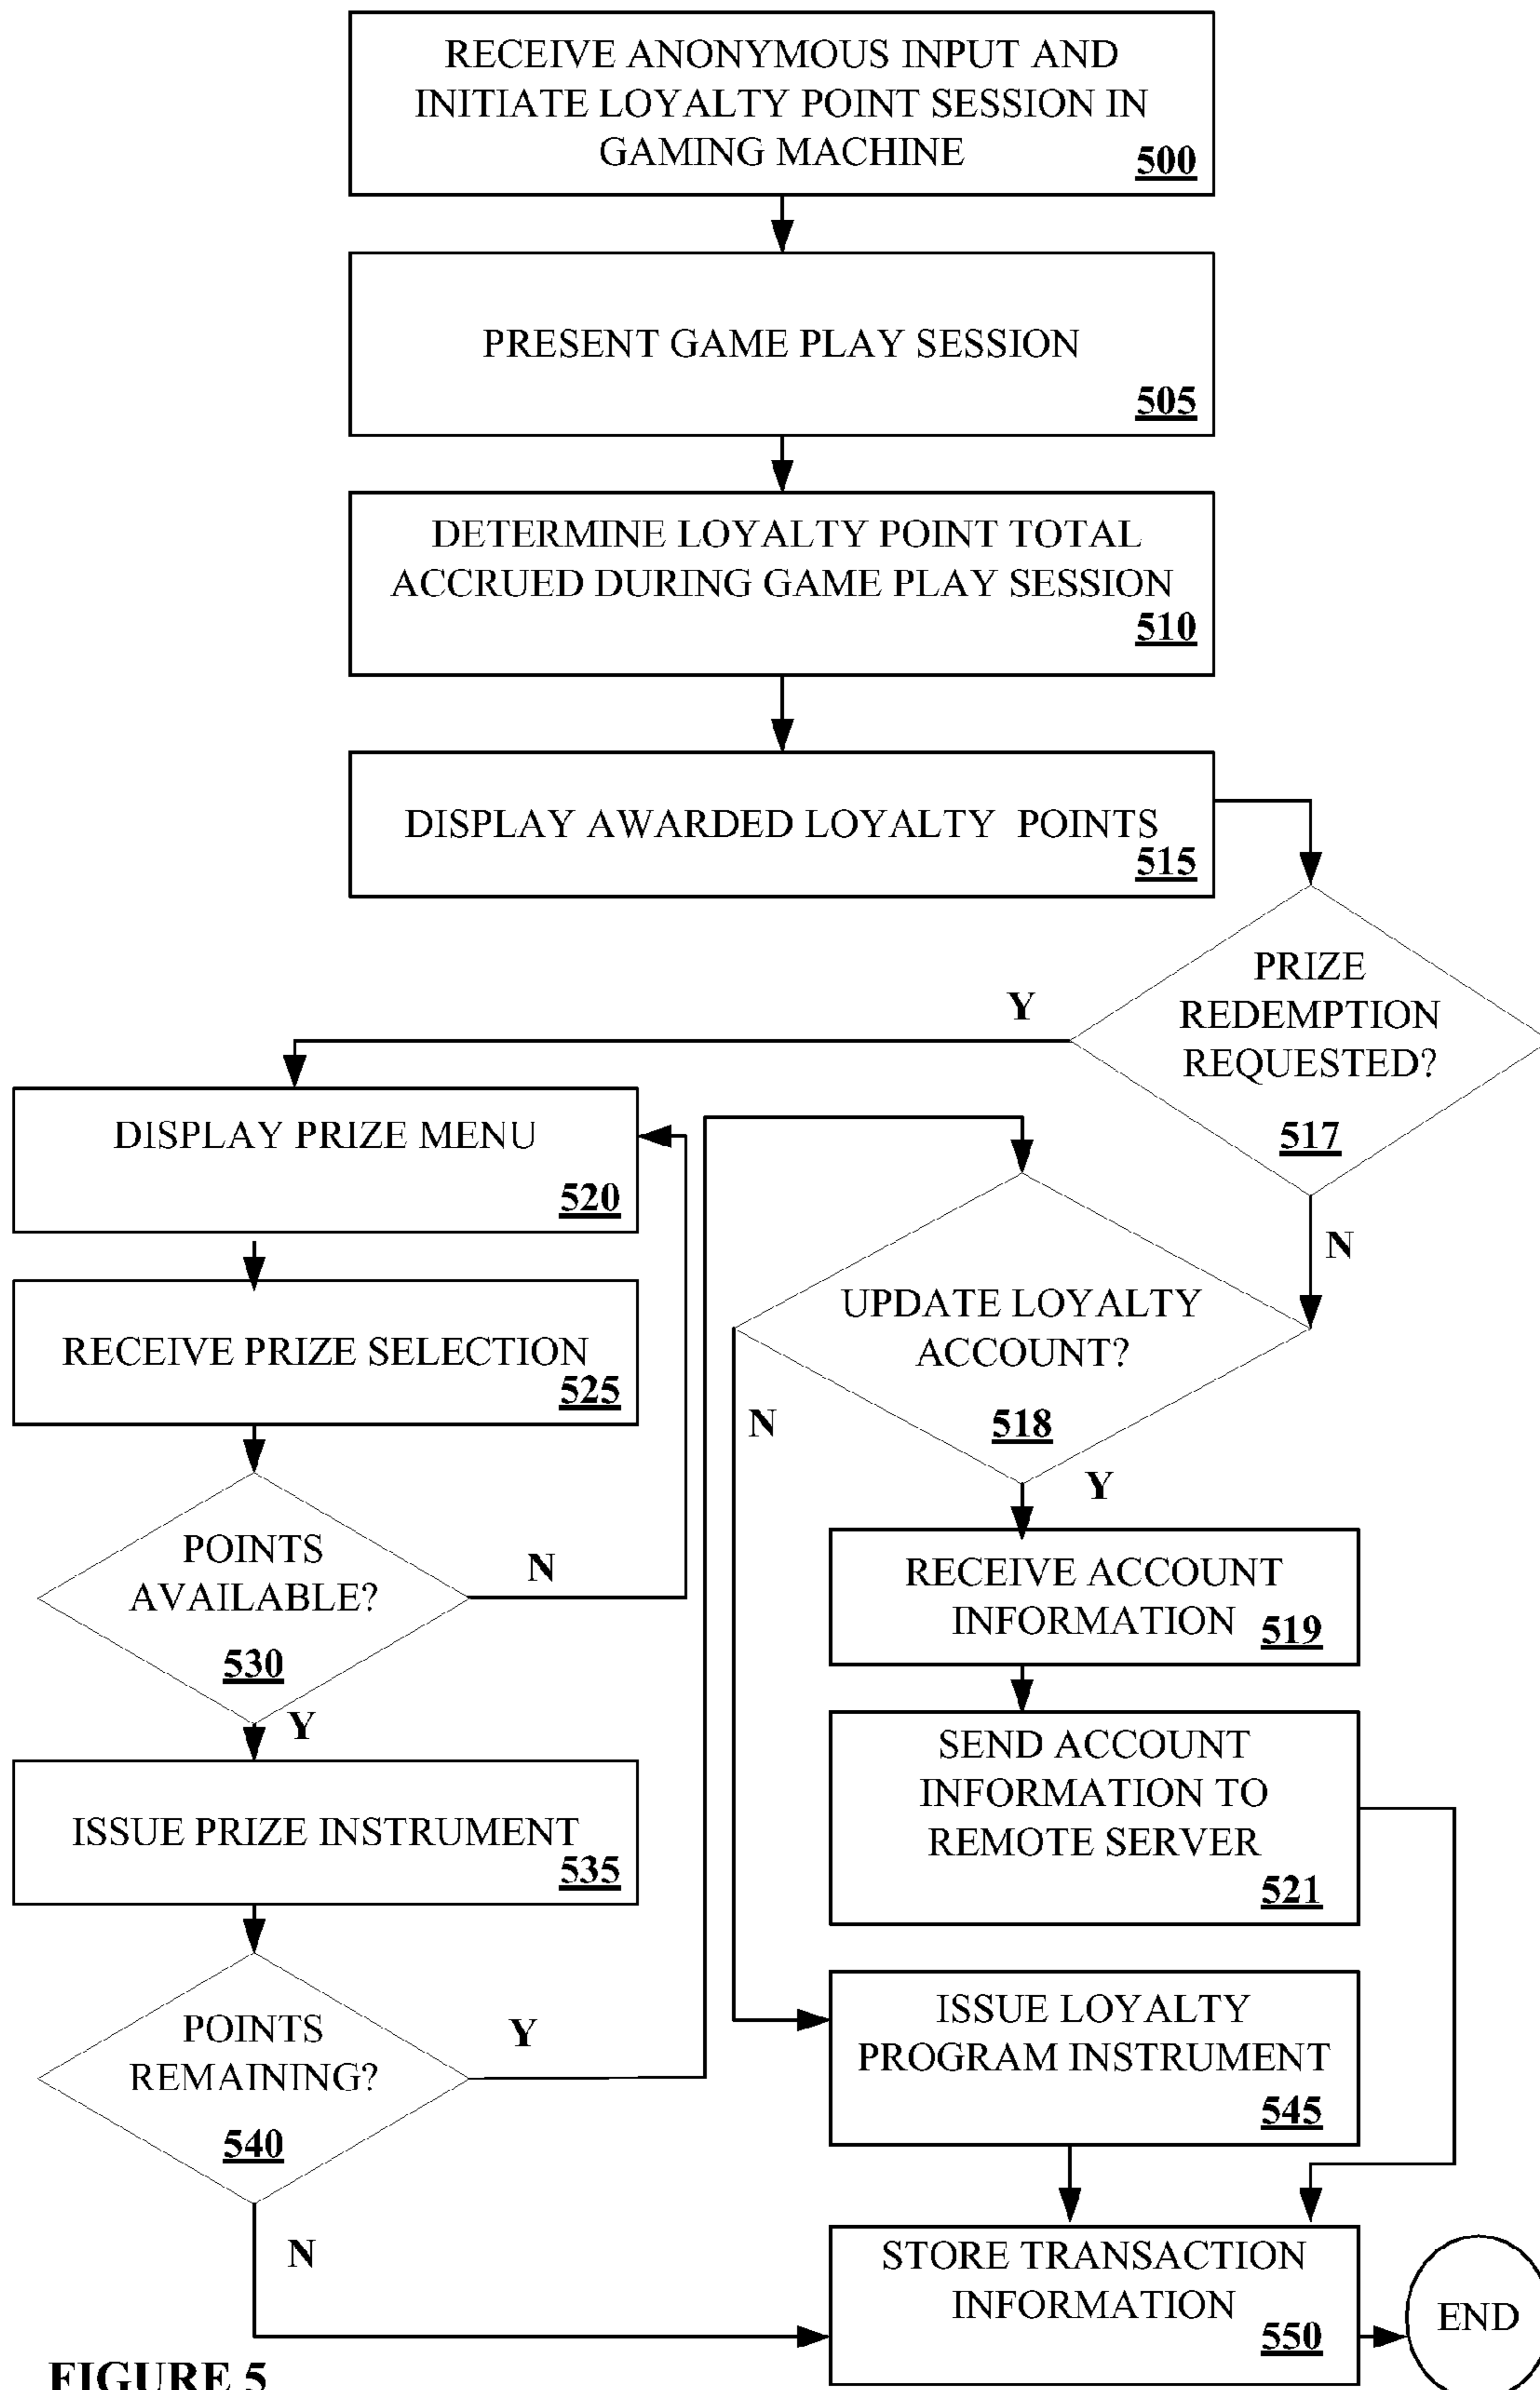 RECEIVE ANONYMOUS INPUT AND
INITIATE LOYALTY POINT SESSION IN
GAMING MACHINE
500
PRESENT GAME PLAY SESSION
505
DETERMINE LOYALTY POINT TOTAL
ACCRUED DURING GAME PLAY SESSION
510
DISPLAY AWARDED LOYALTY POINTS
515
PRIZE
REDEMPTION
REQUESTED?
517
Y
N
DISPLAY PRIZE MENU
520
RECEIVE PRIZE SELECTION
525
POINTS
AVAILABLE?
530
N
Y
ISSUE PRIZE INSTRUMENT
535
POINTS
REMAINING?
540
Y
N
UPDATE LOYALTY
ACCOUNT?
518
N
Y
RECEIVE ACCOUNT
INFORMATION 519
SEND ACCOUNT
INFORMATION TO
REMOTE SERVER
521
ISSUE LOYALTY
PROGRAM INSTRUMENT
545
STORE TRANSACTION
INFORMATION
550
END
FIGURE 5